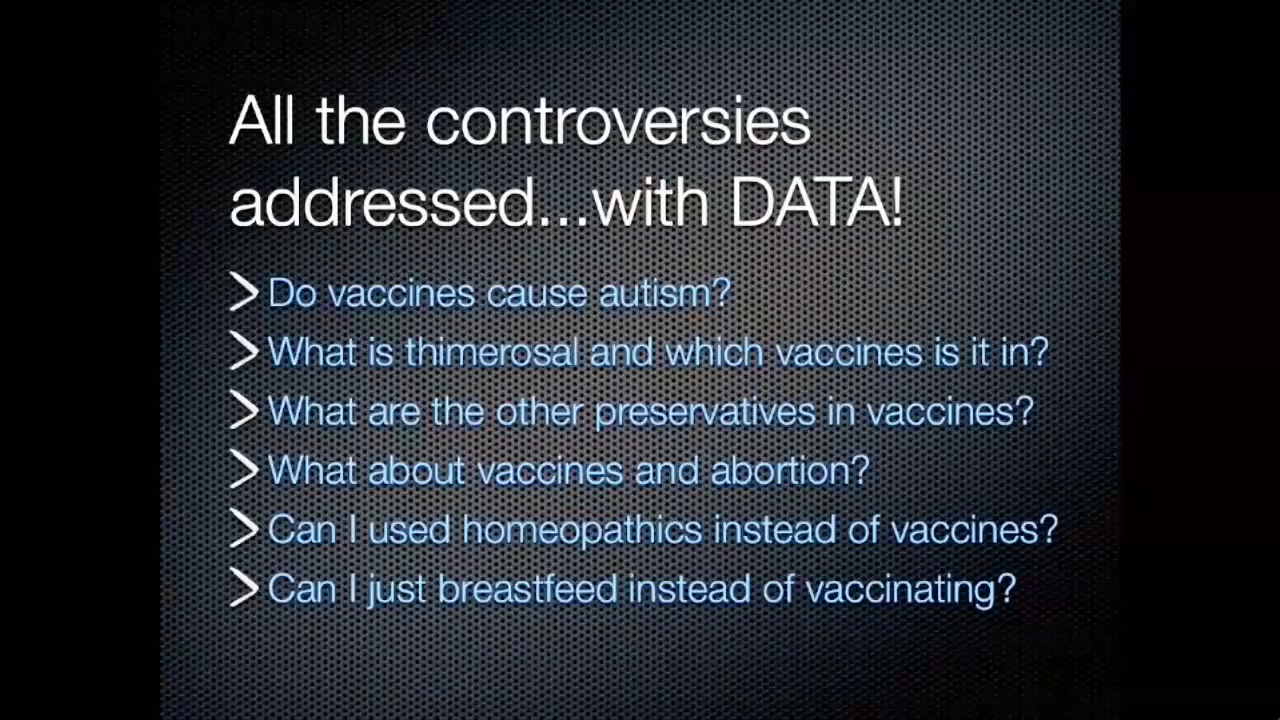 All the controversies
addressed...with DATA!
Do vaccines cause autism?
What is thimerosal and which vaccines is it in?
What are the other preservatives in vaccines?
What about vaccines and abortion?
Can I used homeopathics instead of vaccines?
Can I just breastfeed instead of vaccinating?